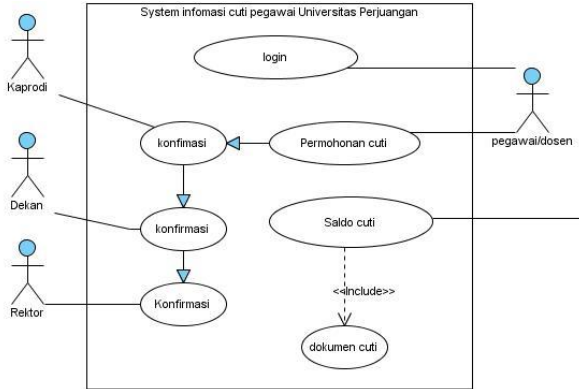 System infomasi cuti pegawai Universitas Perjuangan
login
Kaprodi
konfimasi
Permohonan cuti
pegawai/dosen
Dekan
konfirmasi
Saldo cuti
<<Include>>
Rektor
Konfirmasi
dokumen cuti